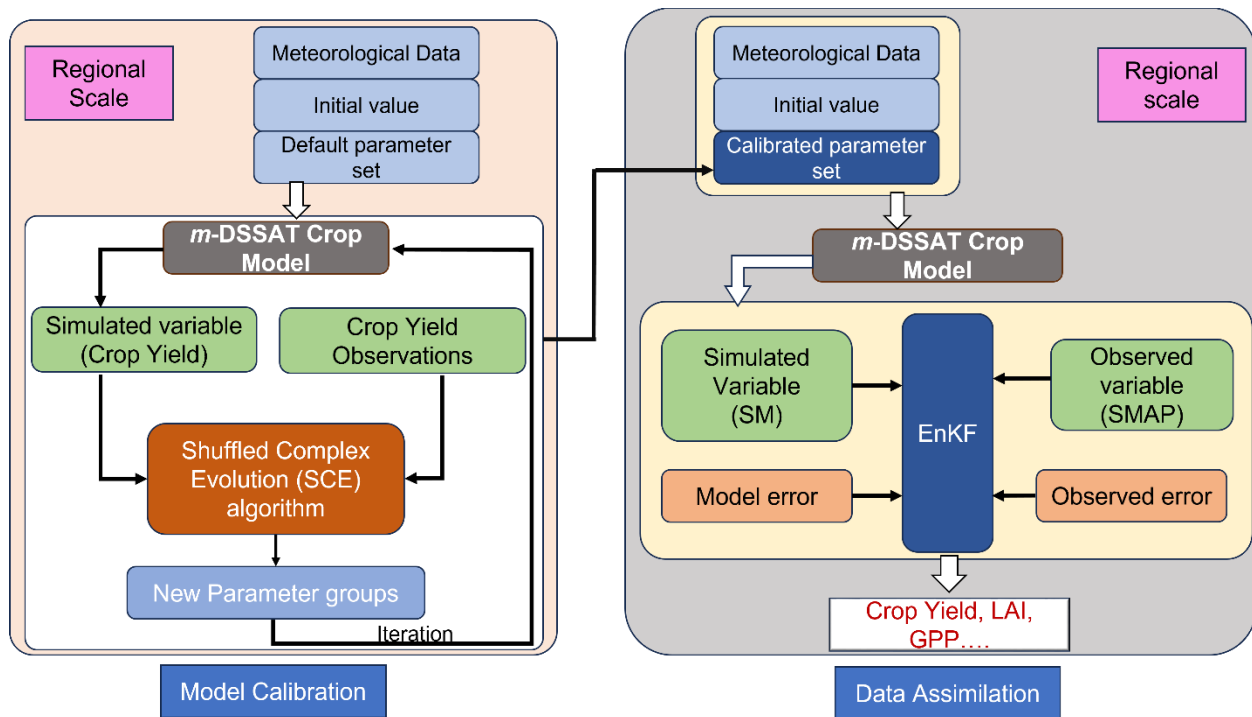 Regional
Scale
Meteorological Data
Initial value
Default parameter
set
m-DSSAT Crop
Model
Simulated variable
(Crop Yield)
Crop Yield
Observations
Shuffled Complex
Evolution (SCE)
algorithm
New Parameter groups
Iteration
Model Calibration
Meteorological Data
Initial value
Calibrated parameter
set
Regional
scale
m-DSSAT Crop
Model
Simulated
Variable
(SM)
EnKF
Observed
variable
(SMAP)
Model error
Observed error
Crop Yield, LAI,
GPP….
Data Assimilation